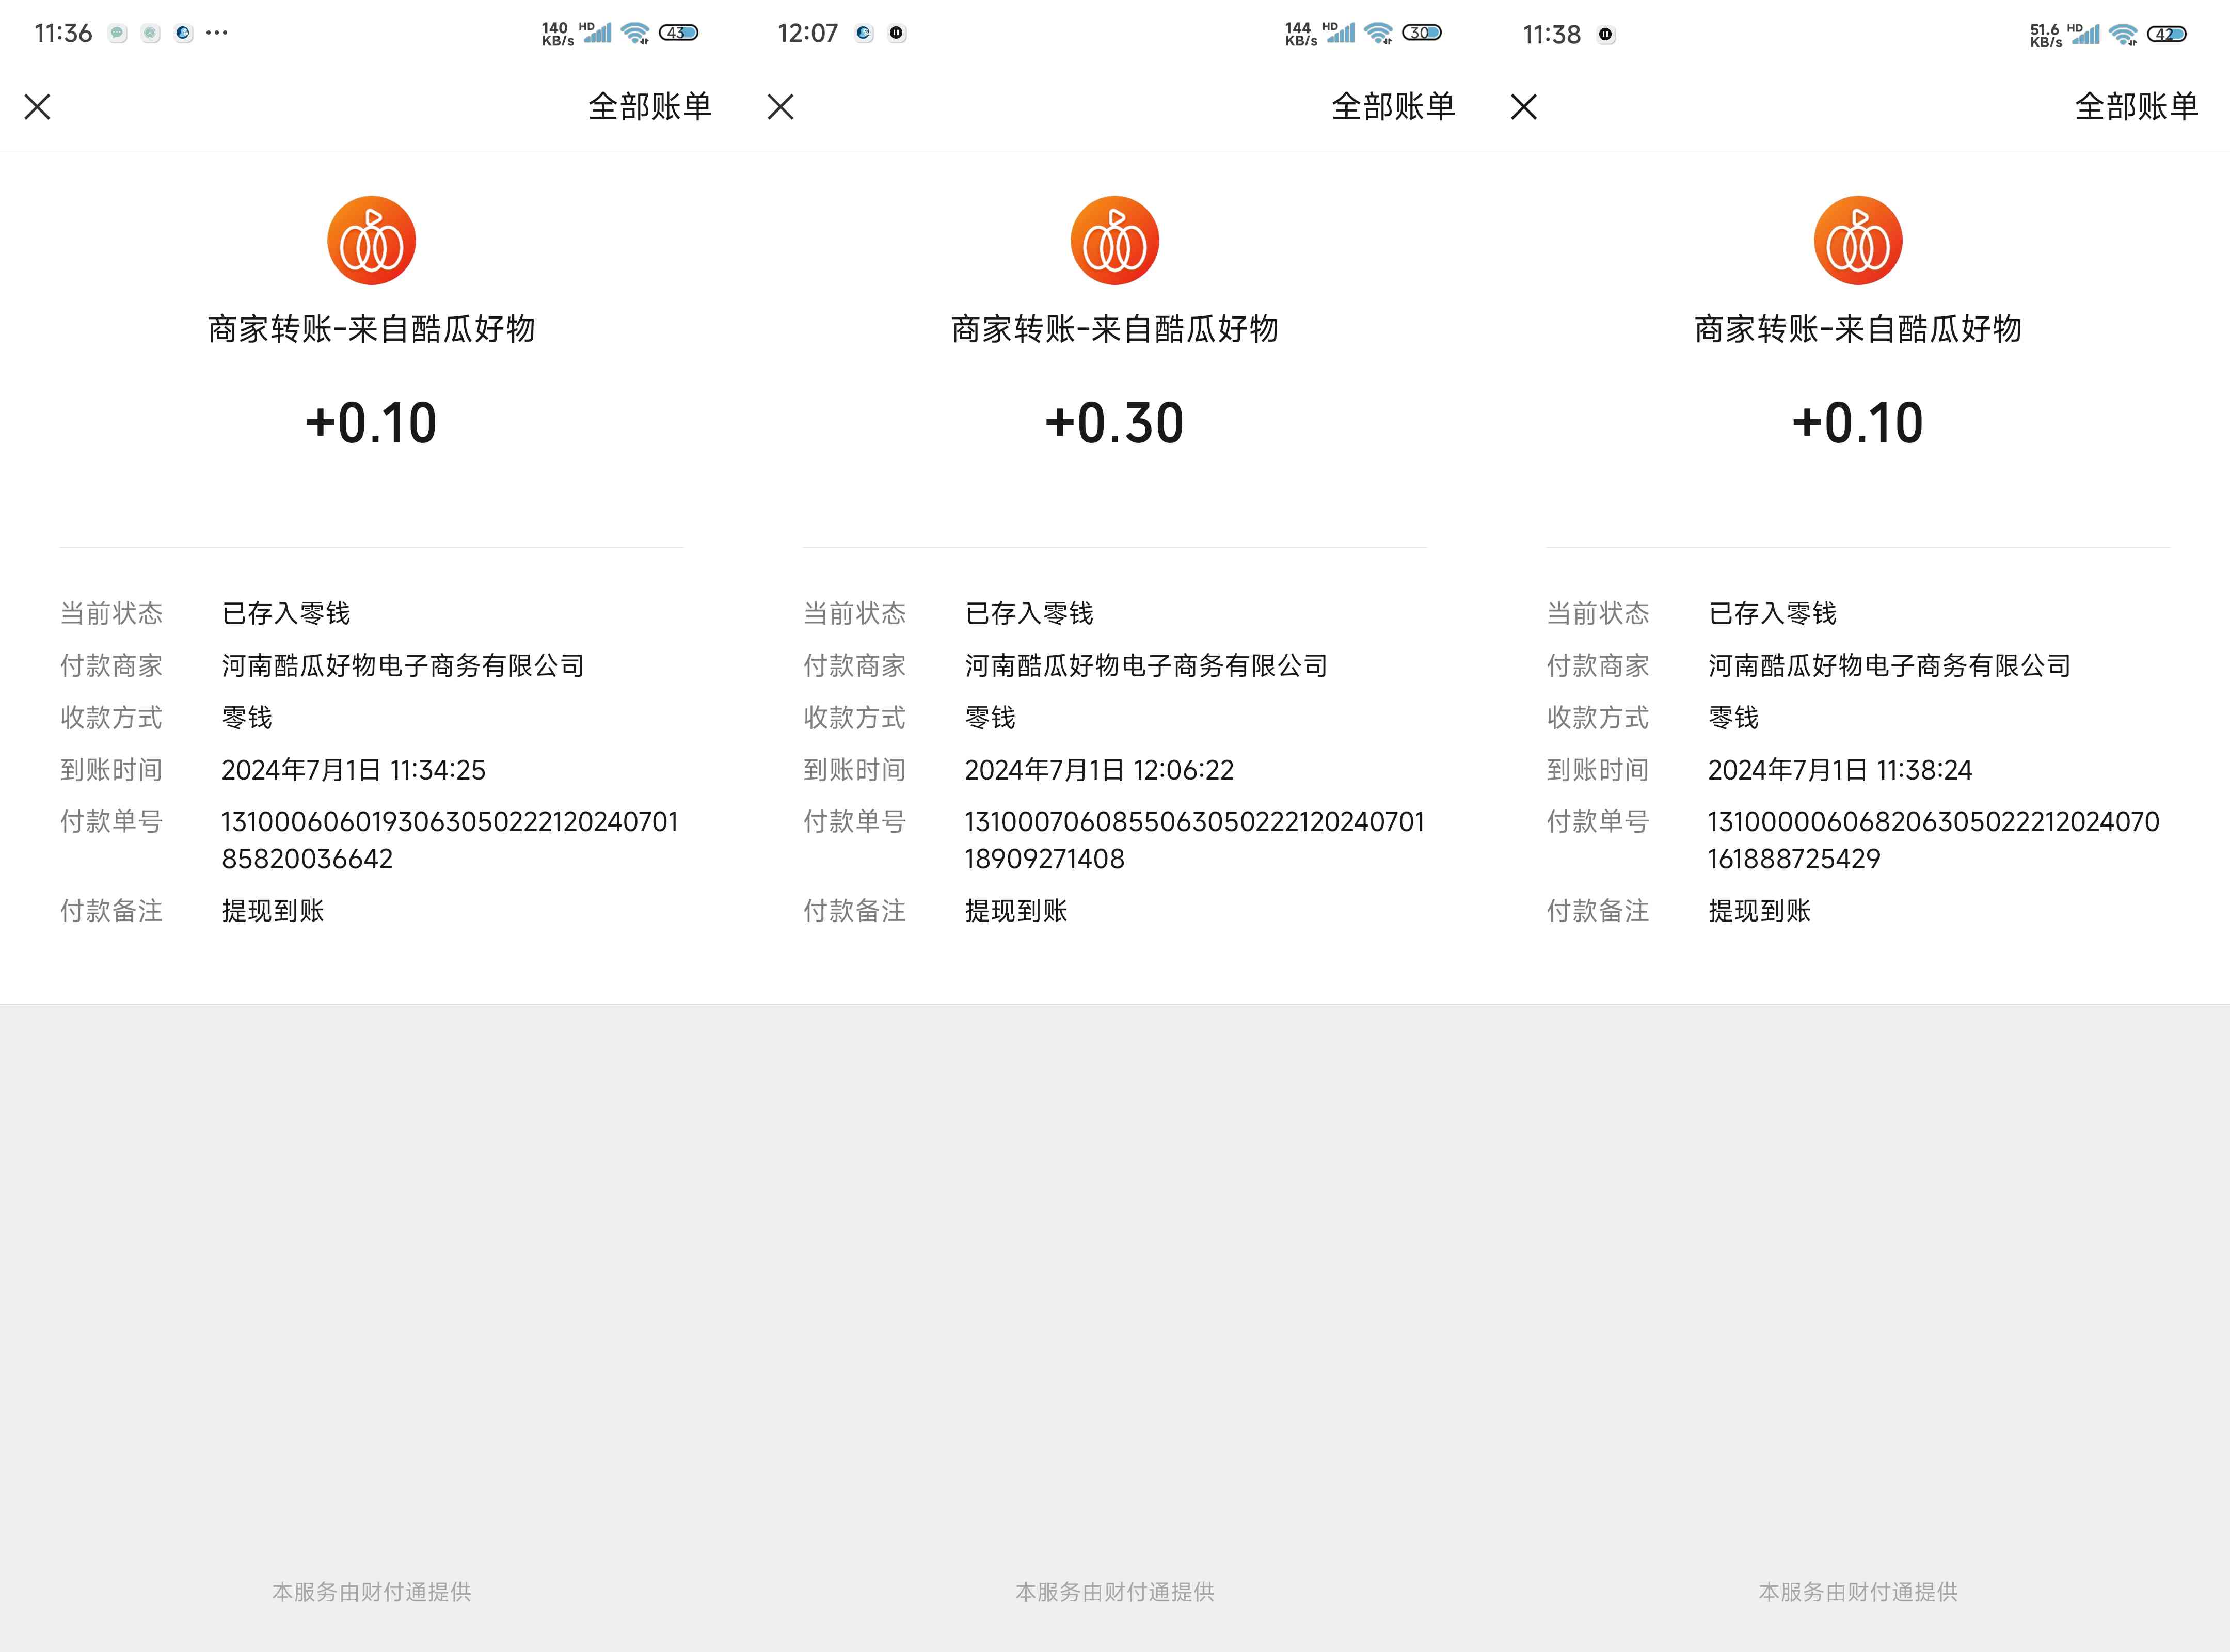 11:36
140 KB/s HD 43
全部账单
商家转账-来自酷瓜好物
+0.10
当前状态 已存入零钱
付款商家 河南酷瓜好物电子商务有限公司
收款方式 零钱
到账时间 2024年7月1日 11:34:25
付款单号 1310006060193063050222120240701
85820036642
付款备注 提现到账
本服务由财付通提供
12:07
144 KB/s HD 30
全部账单
商家转账-来自酷瓜好物
+0.30
当前状态 已存入零钱
付款商家 河南酷瓜好物电子商务有限公司
收款方式 零钱
到账时间 2024年7月1日 12:06:22
付款单号 1310007060855063050222120240701
18909271408
付款备注 提现到账
本服务由财付通提供
11:38
51.6 KB/s HD 42
全部账单
商家转账-来自酷瓜好物
+0.10
当前状态 已存入零钱
付款商家 河南酷瓜好物电子商务有限公司
收款方式 零钱
到账时间 2024年7月1日 11:38:24
付款单号 131000006068206305022212024070
161888725429
付款备注 提现到账
本服务由财付通提供